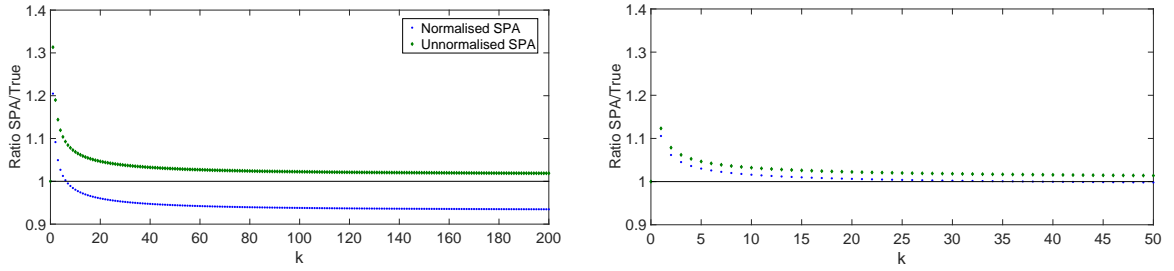 1.4
1.3
1.2
1.1
1
0.9
Ratio SPA/True
Normalised SPA
Unnormalised SPA
0 20 40 60 80 100 120 140 160 180 200
k
1.4
1.3
1.2
1.1
1
0.9
Ratio SPA/True
0 5 10 15 20 25 30 35 40 45 50
k